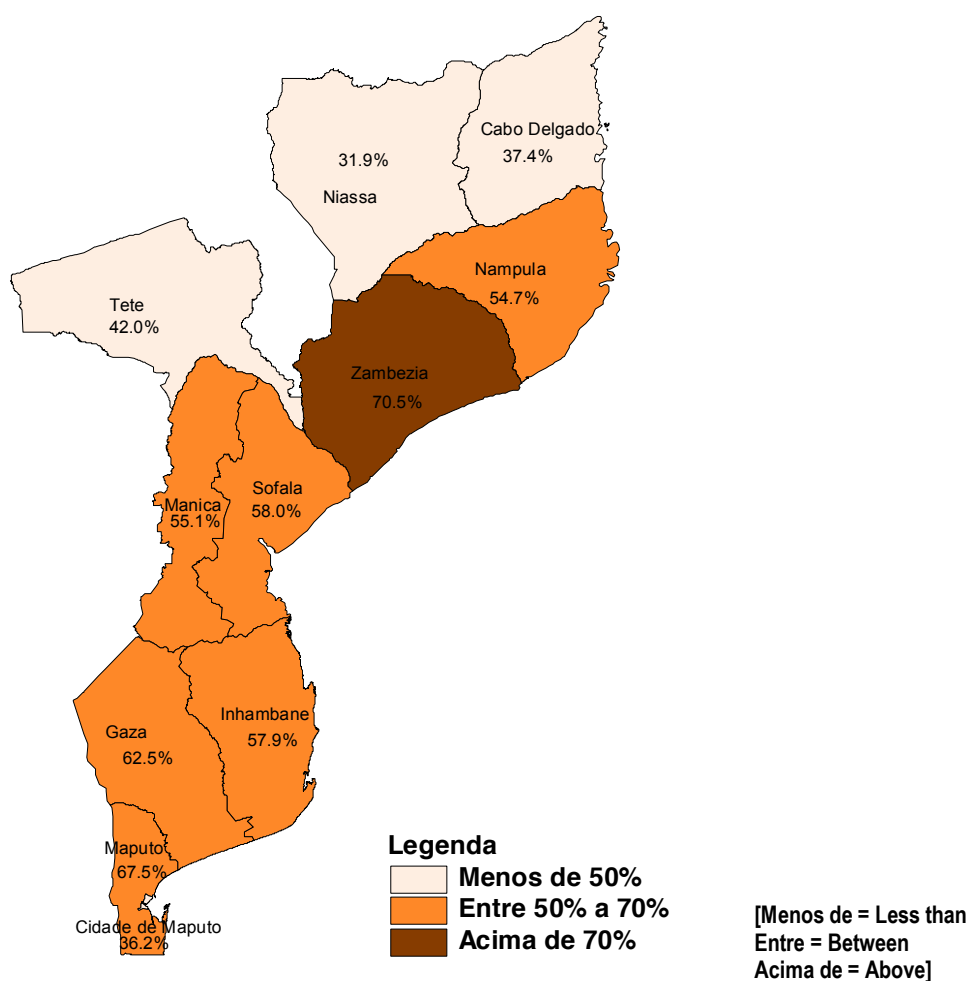 Cabo Delgado
37.4%
31.9%
Niassa
Nampula
54.7%
Tete
42.0%
Zambezia
70.5%
Sofala
58.0%
Manica
55.1%
Inhambane
57.9%
Gaza
62.5%
Maputo
67.5%
Cidade de Maputo
36.2%
Legenda
Menos de 50%
Entre 50% a 70%
Acima de 70%
[Menos de = Less than
Entre = Between
Acima de = Above]